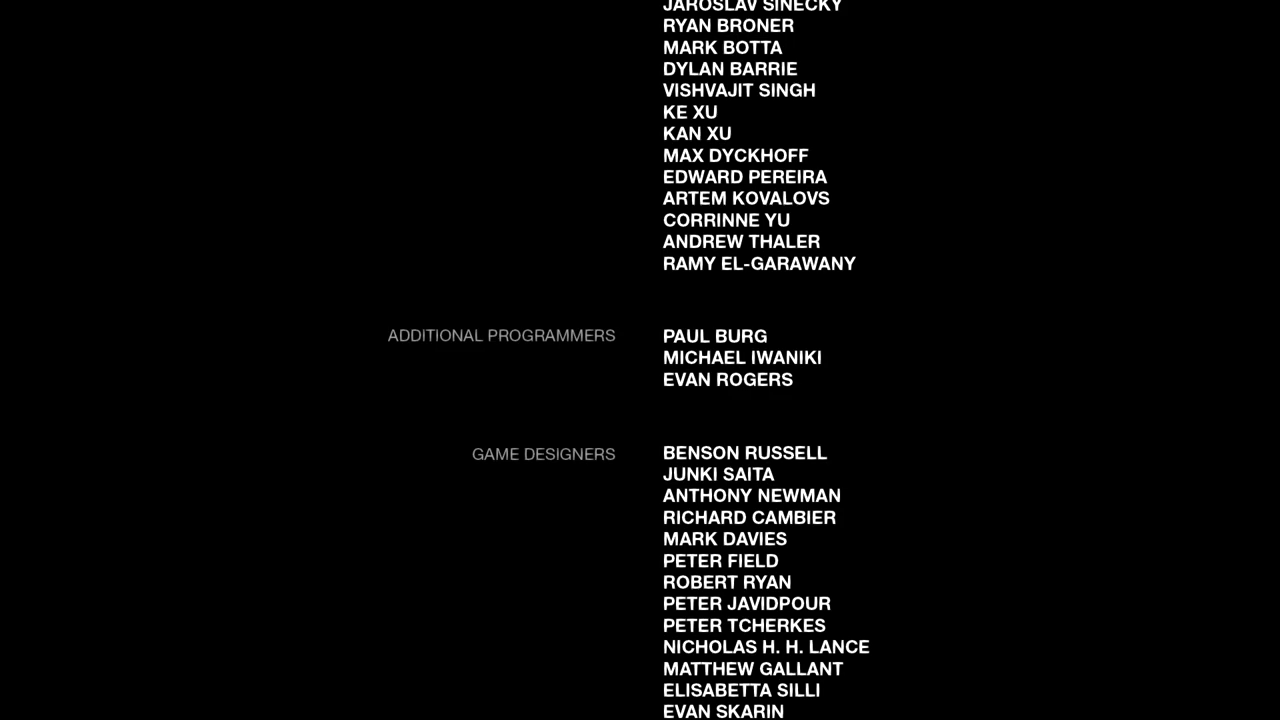 JAROSLAV SINECKY
RYAN BRONER
MARK BOTTA
DYLAN BARRIE
VISHVAJIT SINGH
KE XU
KAN XU
MAX DYCKHOFF
EDWARD PEREIRA
ARTEM KOVALOVS
CORRINNE YU
ANDREW THALER
RAMY EL-GARAWANY
ADDITIONAL PROGRAMMERS PAUL BURG
MICHAEL IWANIKI
EVAN ROGERS
GAME DESIGNERS BENSON RUSSELL
JUNKI SAITA
ANTHONY NEWMAN
RICHARD CAMBIER
MARK DAVIES
PETER FIELD
ROBERT RYAN
PETER JAVIDPOUR
PETER TCHERKES
NICHOLAS H. H. LANCE
MATTHEW GALLANT
ELISABETTA SILLI
EVAN SKARIN